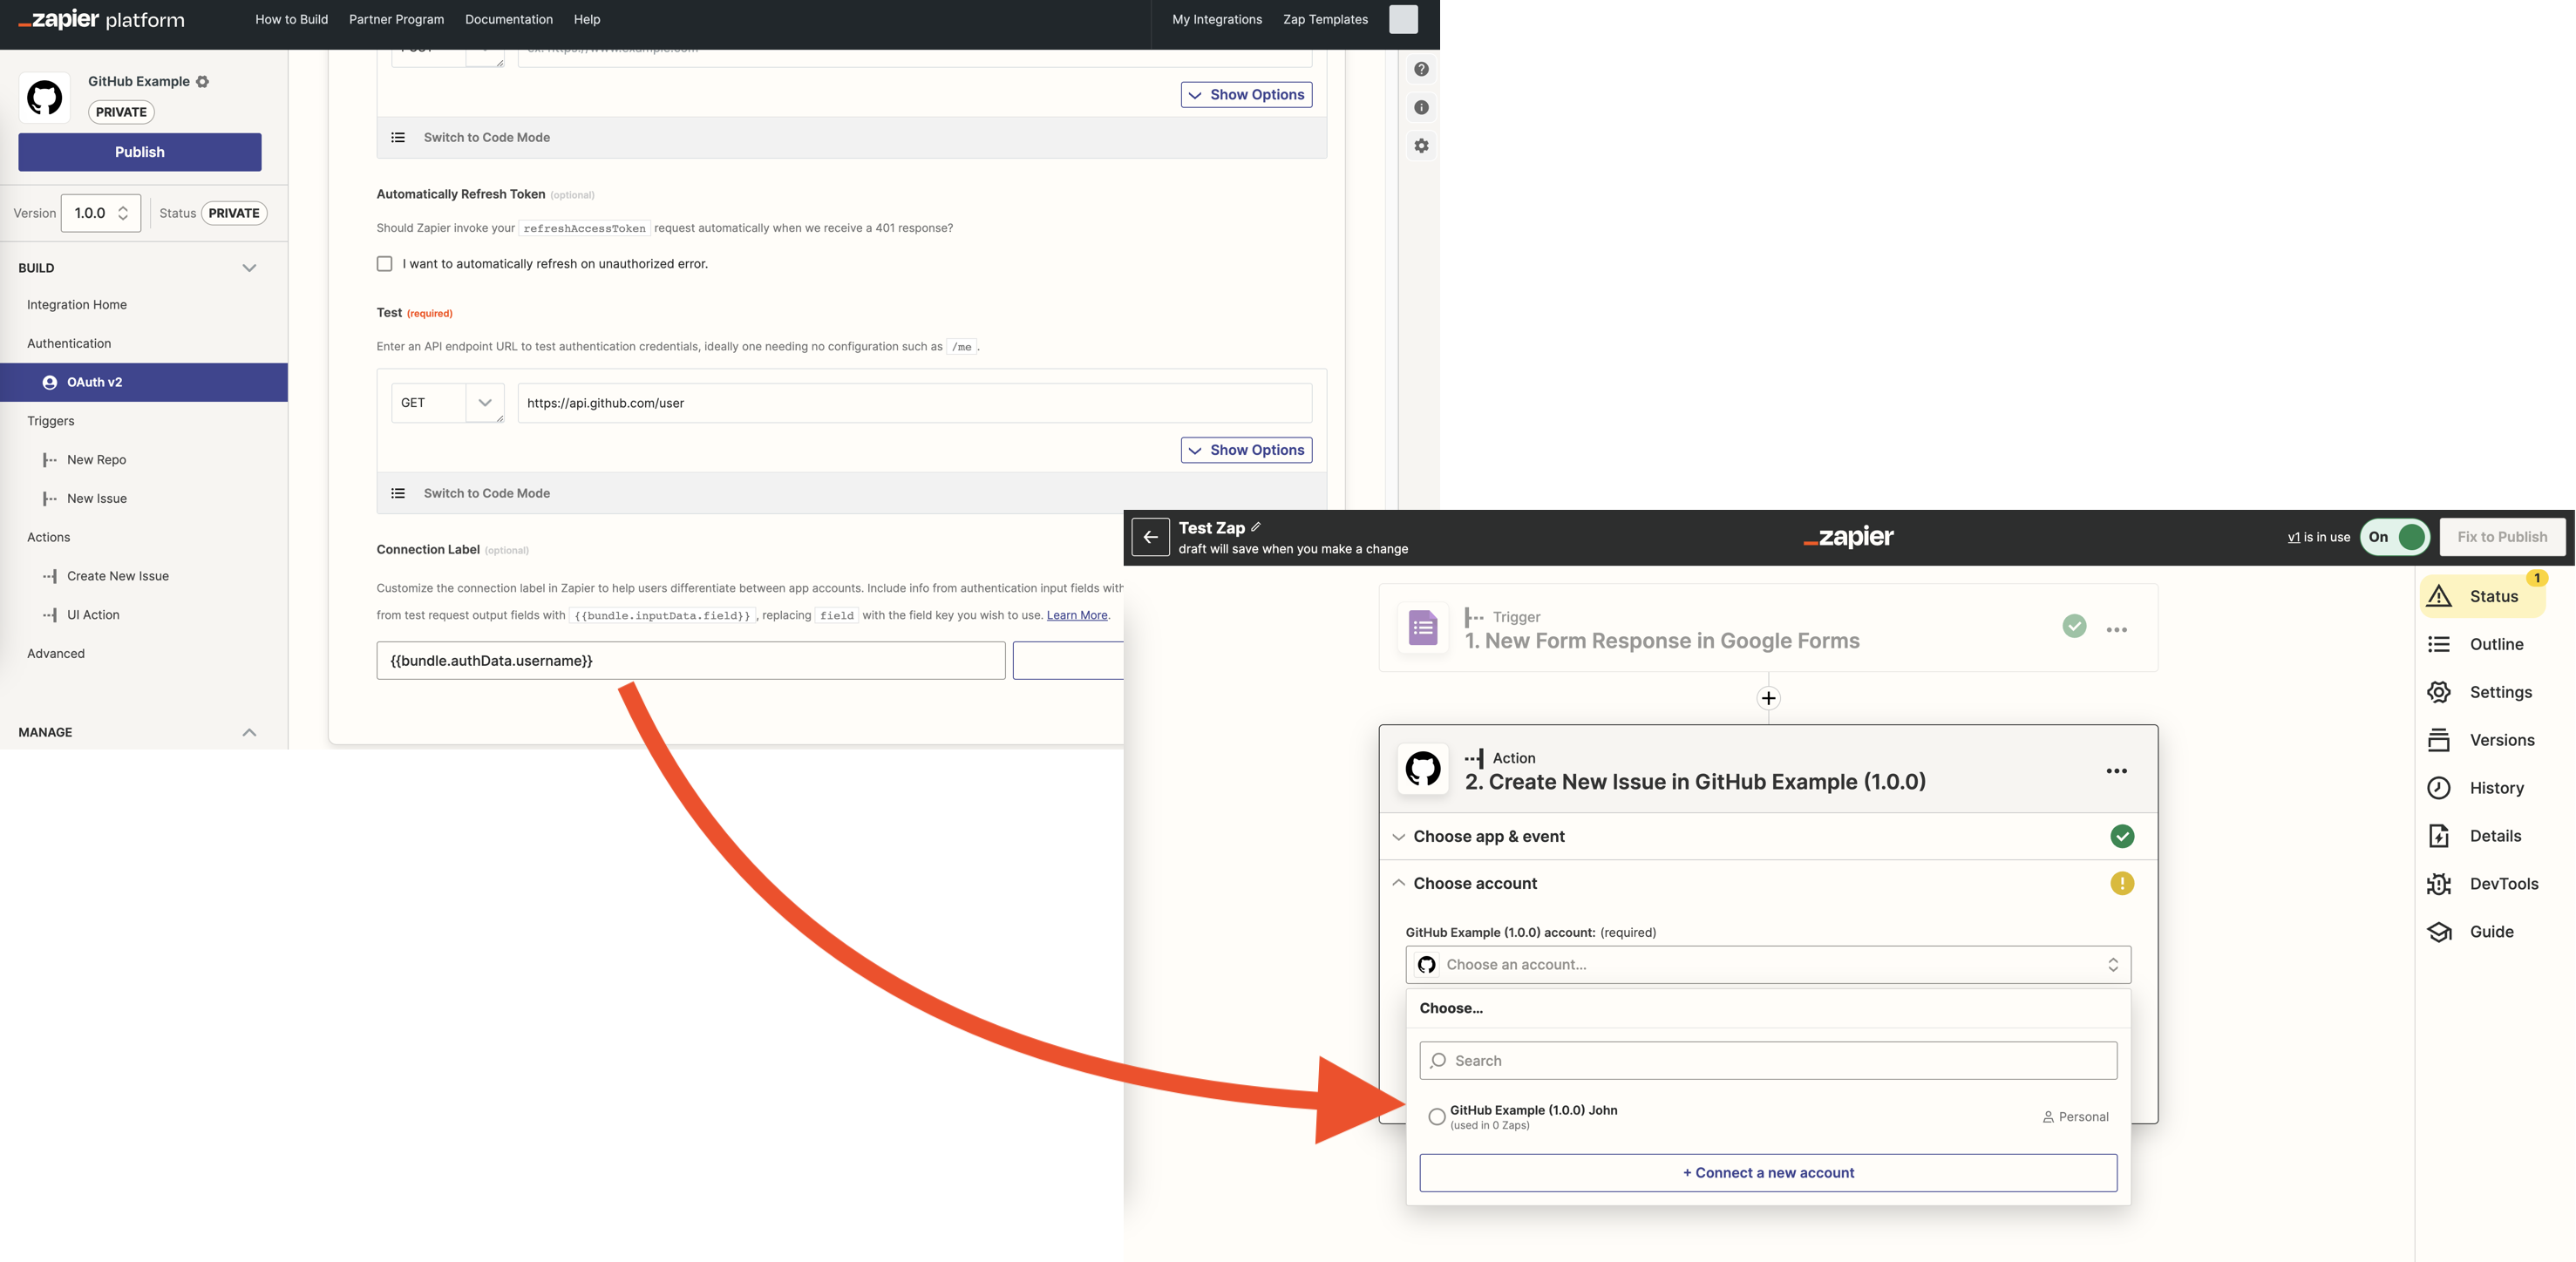 zapier platform
How to Build
Partner Program
Documentation
Help
My Integrations
Zap Templates
GitHub Example
PRIVATE
Publish
Version 1.0.0 Status PRIVATE
BUILD
Integration Home
Authentication
OAuth v2
Triggers
New Repo
New Issue
Actions
Create New Issue
UI Action
Advanced
MANAGE
Show Options
Switch to Code Mode
Automatically Refresh Token (optional)
Should Zapier invoke your refreshAccessToken request automatically when we receive a 401 response?
I want to automatically refresh on unauthorized error.
Test (required)
Enter an API endpoint URL to test authentication credentials, ideally one needing no configuration such as /me .
GET https://api.github.com/user
Show Options
Switch to Code Mode
Connection Label (optional)
Customize the connection label in Zapier to help users differentiate between app accounts. Include info from authentication input fields with
from test request output fields with {{bundle.inputData.field}} , replacing field with the field key you wish to use. Learn More.
{{bundle.authData.username}}
Test Zap
draft will save when you make a change
zapier
v1 is in use
On
Fix to Publish
Trigger
1. New Form Response in Google Forms
Action
2. Create New Issue in GitHub Example (1.0.0)
Choose app & event
Choose account
GitHub Example (1.0.0) account: (required)
Choose an account...
Choose...
Search
GitHub Example (1.0.0) John
(used in 0 Zaps)
Personal
+ Connect a new account
1
Status
Outline
Settings
Versions
History
Details
DevTools
Guide